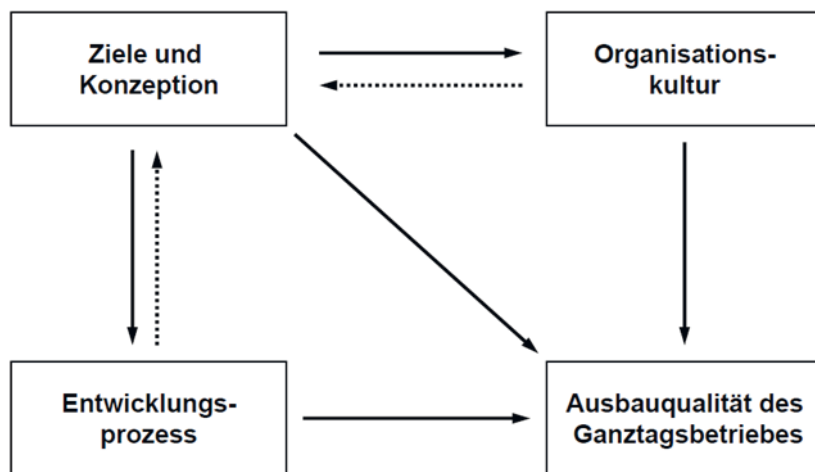 Ziele und
Konzeption
Organisations-
kultur
Entwicklungs-
prozess
Ausbauqualität des
Ganztagsbetriebes